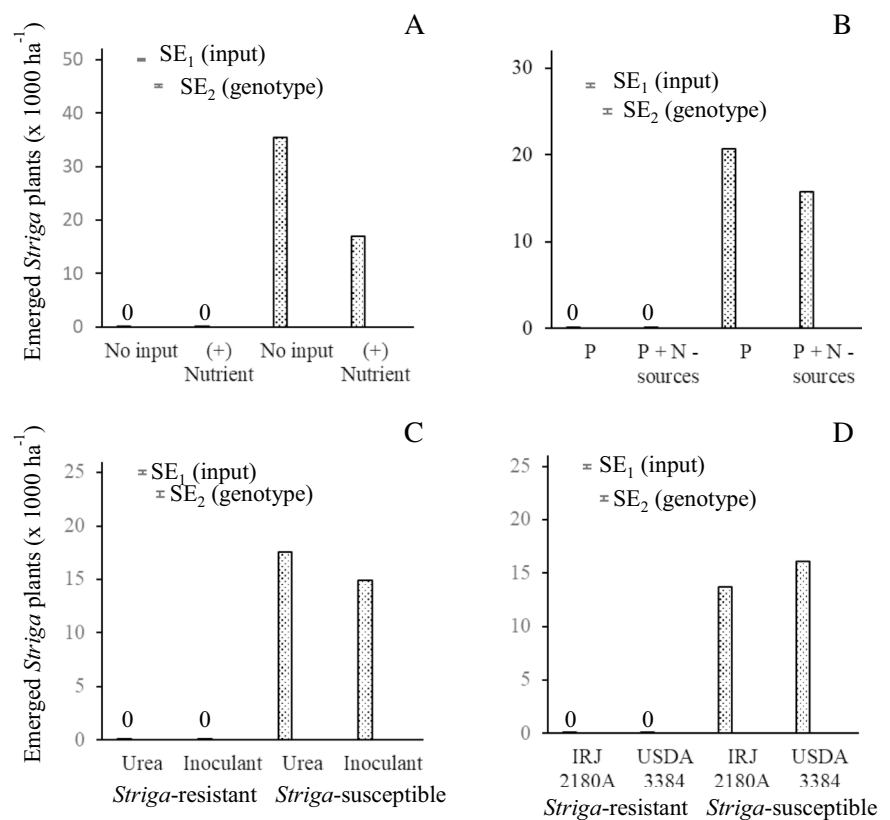 A
Emerged Striga plants (x 1000 ha-1)
50
40
30
20
10
0
SE1 (input)
SE2 (genotype)
0 0
No input (+) No input (+)
Nutrient Nutrient
B
30
20
10
0
SE1 (input)
SE2 (genotype)
0 0
P P + N - P P + N -
sources sources
C
Emerged Striga plants (x 1000 ha-1)
25
20
15
10
5
0
SE1 (input)
SE2 (genotype)
0 0
Urea Inoculant Urea Inoculant
Striga-resistant Striga-susceptible
D
25
20
15
10
5
0
SE1 (input)
SE2 (genotype)
0 0
IRJ USDA IRJ USDA
2180A 3384 2180A 3384
Striga-resistant Striga-susceptible